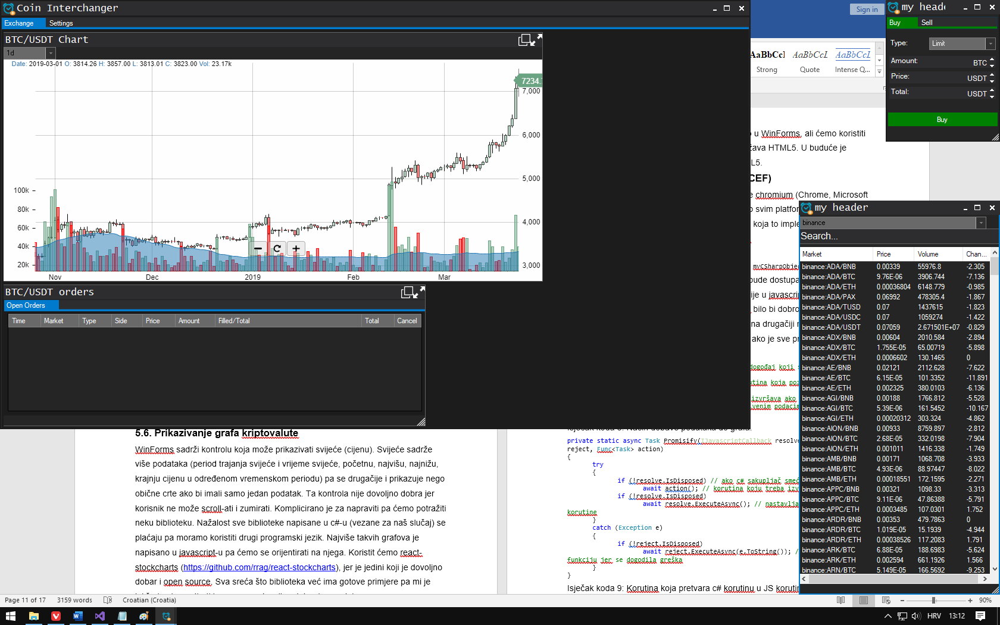 Coin Interchanger
Exchange Settings
BTC/USDT Chart
1d
Date: 2019-03-01 O: 3814.26 H: 3857.00 L: 3813.01 C: 3823.00 Vol: 23.17k
7234.
7,000
6,000
5,000
4,000
3,000
100k
80k
60k
40k
20k
Nov Dec 2019 Feb Mar
BTC/USDT orders
Open Orders
Time Market Type Side Price Amount Filled/Total Total Cancel
Sign in
AaBbCcl AaBbCcL AaBbCcL
Strong Quote Intense Q...
u WinForms, ali ćemo koristiti
žava HTML5. U buduće je
L5.
CEF)
e chromium (Chrome, Microsoft
o svim platfor
koja to imple
myCSharpObje
bude dostupa
ije u javascri
bilo bi dobro
na drugačiji
ako je sve pr
događaj koji
utina koja poz
izvršava ako
venim podacim
my heade
Buy Sell
Type: Limit
Amount: BTC
Price: USDT
Total: USDT
Buy
my header
binance
Search...
Market Price Volume Chan...
binance:ADA/BNB 0.00339 55976.8 -2.305
binance:ADA/BTC 9.76E-06 3906.744 -7.136
binance:ADA/ETH 0.00036804 6148.779 -0.985
binance:ADA/PAX 0.06992 478305.4 -1.867
binance:ADA/TUSD 0.07 1437615 -1.823
binance:ADA/USDC 0.07 1059274 -1.422
binance:ADA/USDT 0.07059 2.671501E+07 -0.829
binance:ADX/BNB 0.00604 2010.584 -2.894
binance:ADX/BTC 1.755E-05 65.00719 -5.898
binance:ADX/ETH 0.0006602 130.1465 0
binance:AE/BNB 0.02121 2112.628 -7.622
binance:AE/BTC 6.15E-05 101.3352 -11.891
binance:AE/ETH 0.002325 380.0103 -6.136
binance:AGI/BNB 0.00188 1766.812 -5.528
binance:AGI/BTC 5.39E-06 161.5452 -10.167
binance:AGI/ETH 0.00020312 303.324 -4.862
binance:AION/BNB 0.00933 8759.897 -2.812
binance:AION/BTC 2.68E-05 332.0198 -7.904
binance:AION/ETH 0.001011 1416.338 -1.749
binance:AMB/BNB 0.00171 1068.708 -3.933
binance:AMB/BTC 4.93E-06 88.97447 -8.022
binance:AMB/ETH 0.00018551 172.1595 -2.271
binance:APPC/BNB 0.00321 1098.33 -3.313
binance:APPC/BTC 9.11E-06 47.86388 -5.791
binance:APPC/ETH 0.0003485 107.0301 1.752
binance:ARDR/BNB 0.00353 479.7863 0
binance:ARDR/BTC 1.019E-05 15.1939 -4.944
binance:ARDR/ETH 0.00038526 117.2083 1.791
binance:ARK/BTC 6.88E-05 188.6983 -5.624
binance:ARK/ETH 0.002594 661.1926 1.566
binance:ARN/BTC 5.149E-05 166.5692 -9.253
5.6. Prikazivanje grafa kriptovalute
WinForms sadrži kontrolu koja može prikazivati svijeće (cijenu). Svijeće sadrže
više podataka (period trajanja svijeće i vrijeme svijeće, početnu, najvišu, najnižu,
krajnju cijenu u određenom vremenskom periodu) pa se drugačije i prikazuje nego
obične crte ako bi imali samo jedan podatak. Ta kontrola nije dovoljno dobra jer
korisnik ne može scroll-ati i zumirati. Komplicirano je za napraviti pa ćemo potražiti
neku biblioteku. Nažalost sve biblioteke napisane u c#-u (vezane za naš slučaj) se
plaćaju pa moramo koristiti drugi programski jezik. Najviše takvih grafova je
napisano u javascript-u pa ćemo se orijentirati na njega. Koristit ćemo react-
stockcharts (https://github.com/rrag/react-stockcharts), jer je jedini koji je dovoljno
dobar i open source. Sva sreća što biblioteka već ima gotove primjere pa mi je
private static async Task Promisify(IJavascriptCallback resolve
reject, Func<Task> action)
{
try
{
if (!resolve.IsDisposed) // ako c# sakupljač smeć
await action(); // korutina koju treba izv
if (!resolve.IsDisposed)
await resolve.ExecuteAsync(); // nastavlja
korutine
}
catch (Exception e)
{
if (!reject.IsDisposed)
await reject.ExecuteAsync(e.ToString()); /
funkciju jer se dogodila greška
}
}
Isječak koda 9: Korutina koja pretvara c# korutinu u JS korutin
Page 11 of 17 3159 words Croatian (Croatia) 90%
HRV 13:12